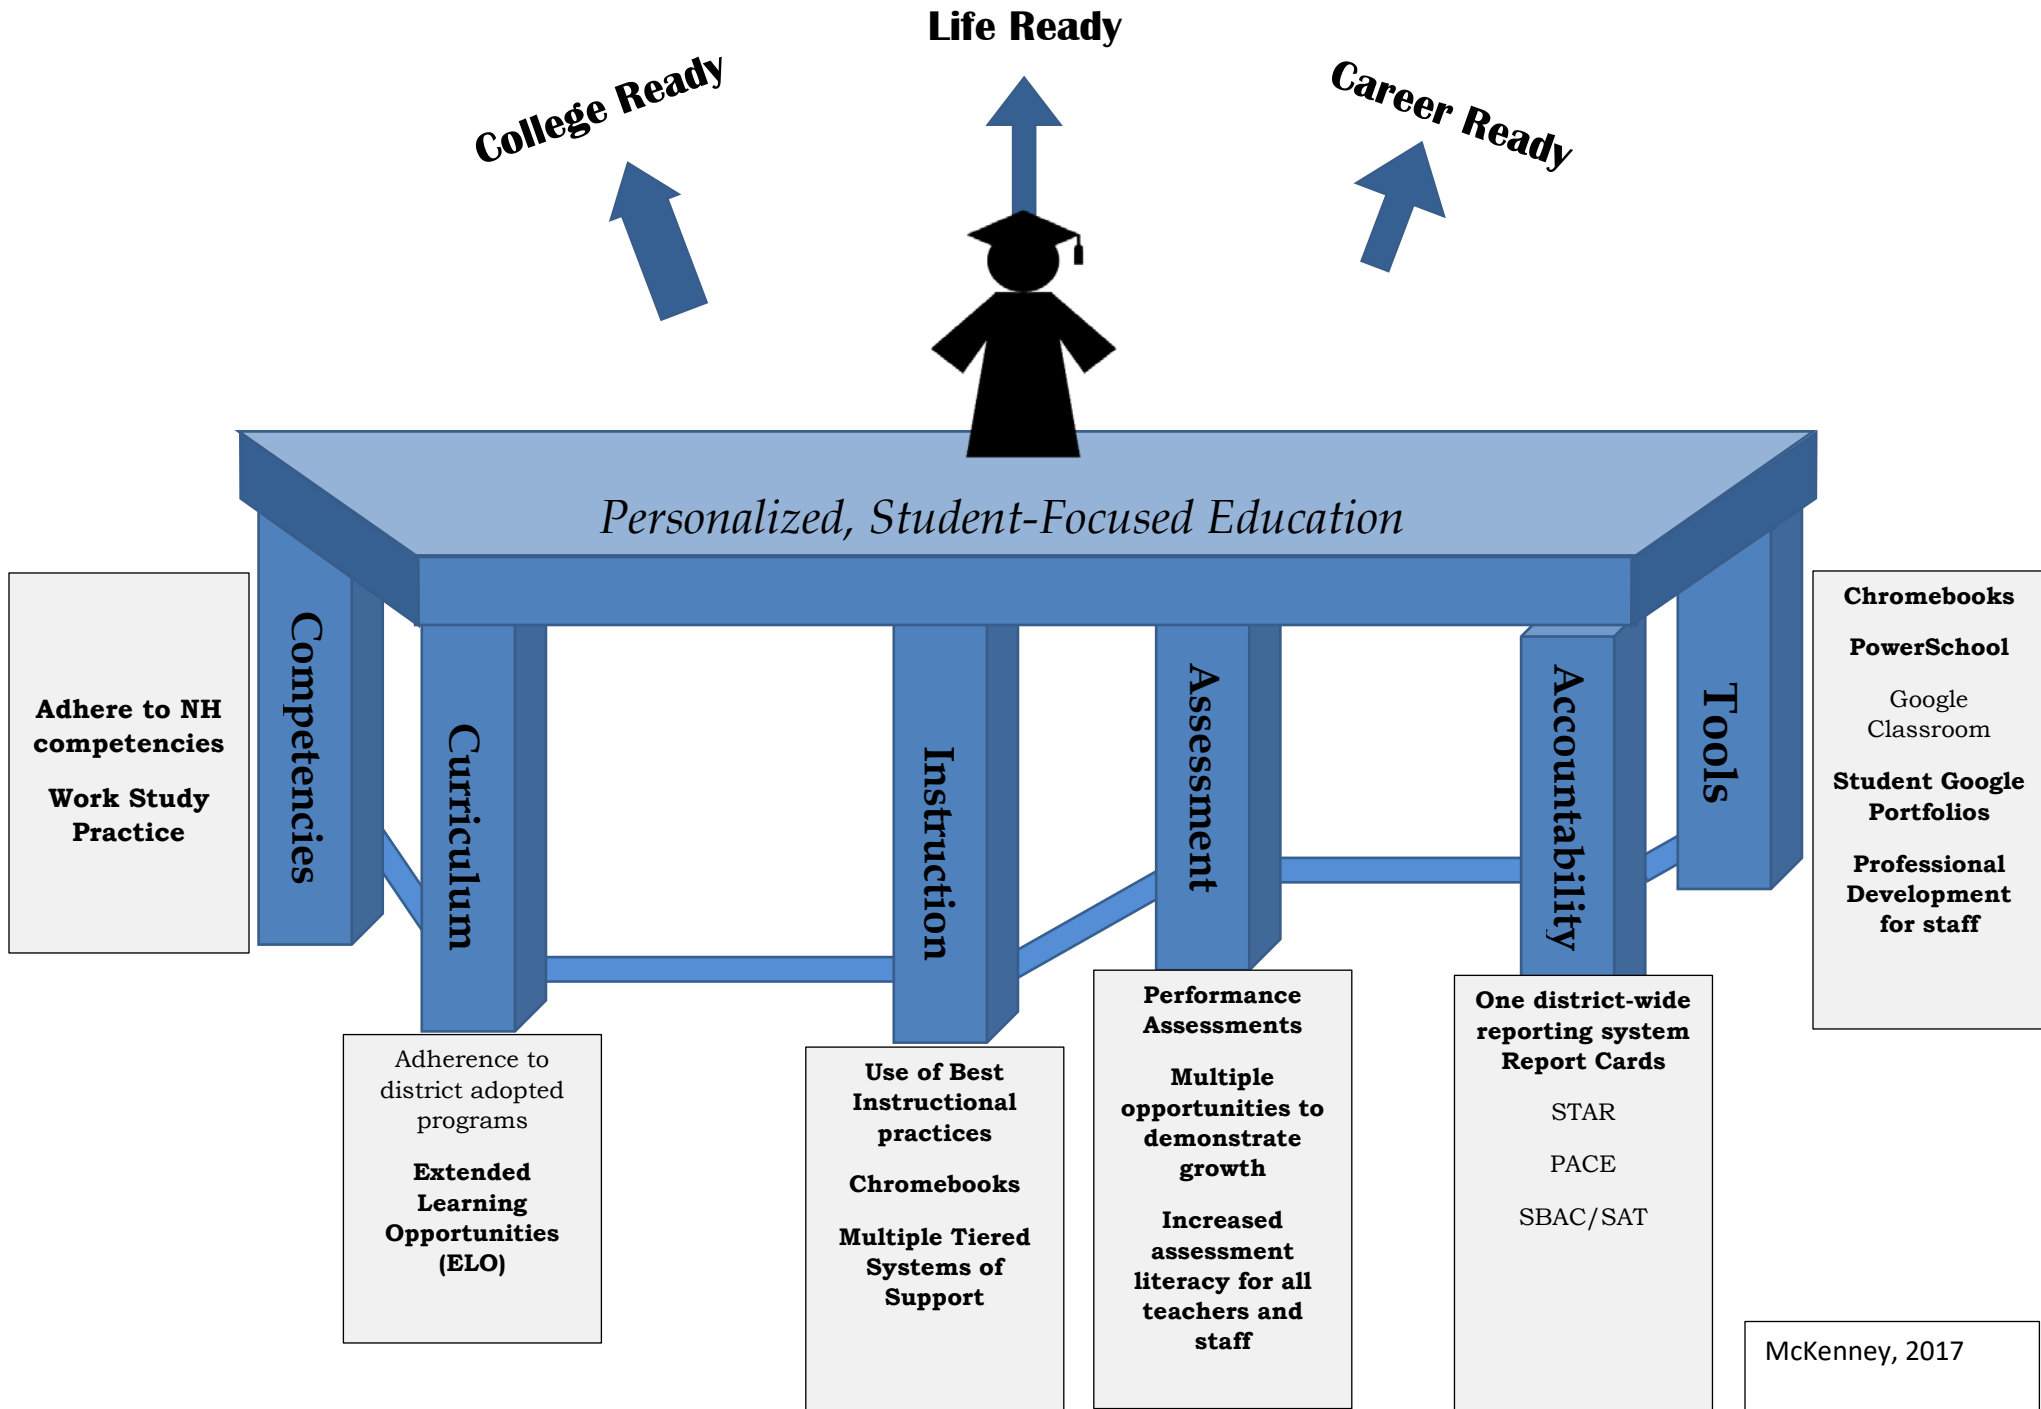 Life Ready
College Ready
Career Ready
Personalized, Student-Focused Education
Competencies
Curriculum
Instruction
Assessment
Accountability
Tools
Adhere to NH
competencies
Work Study
Practice
Adherence to
district adopted
programs
Extended
Learning
Opportunities
(ELO)
Use of Best
Instructional
practices
Chromebooks
Multiple Tiered
Systems of
Support
Performance
Assessments
Multiple
opportunities to
demonstrate
growth
Increased
assessment
literacy for all
teachers and
staff
One district-wide
reporting system
Report Cards
STAR
PACE
SBAC/SAT
Chromebooks
PowerSchool
Google
Classroom
Student Google
Portfolios
Professional
Development
for staff
McKenney, 2017